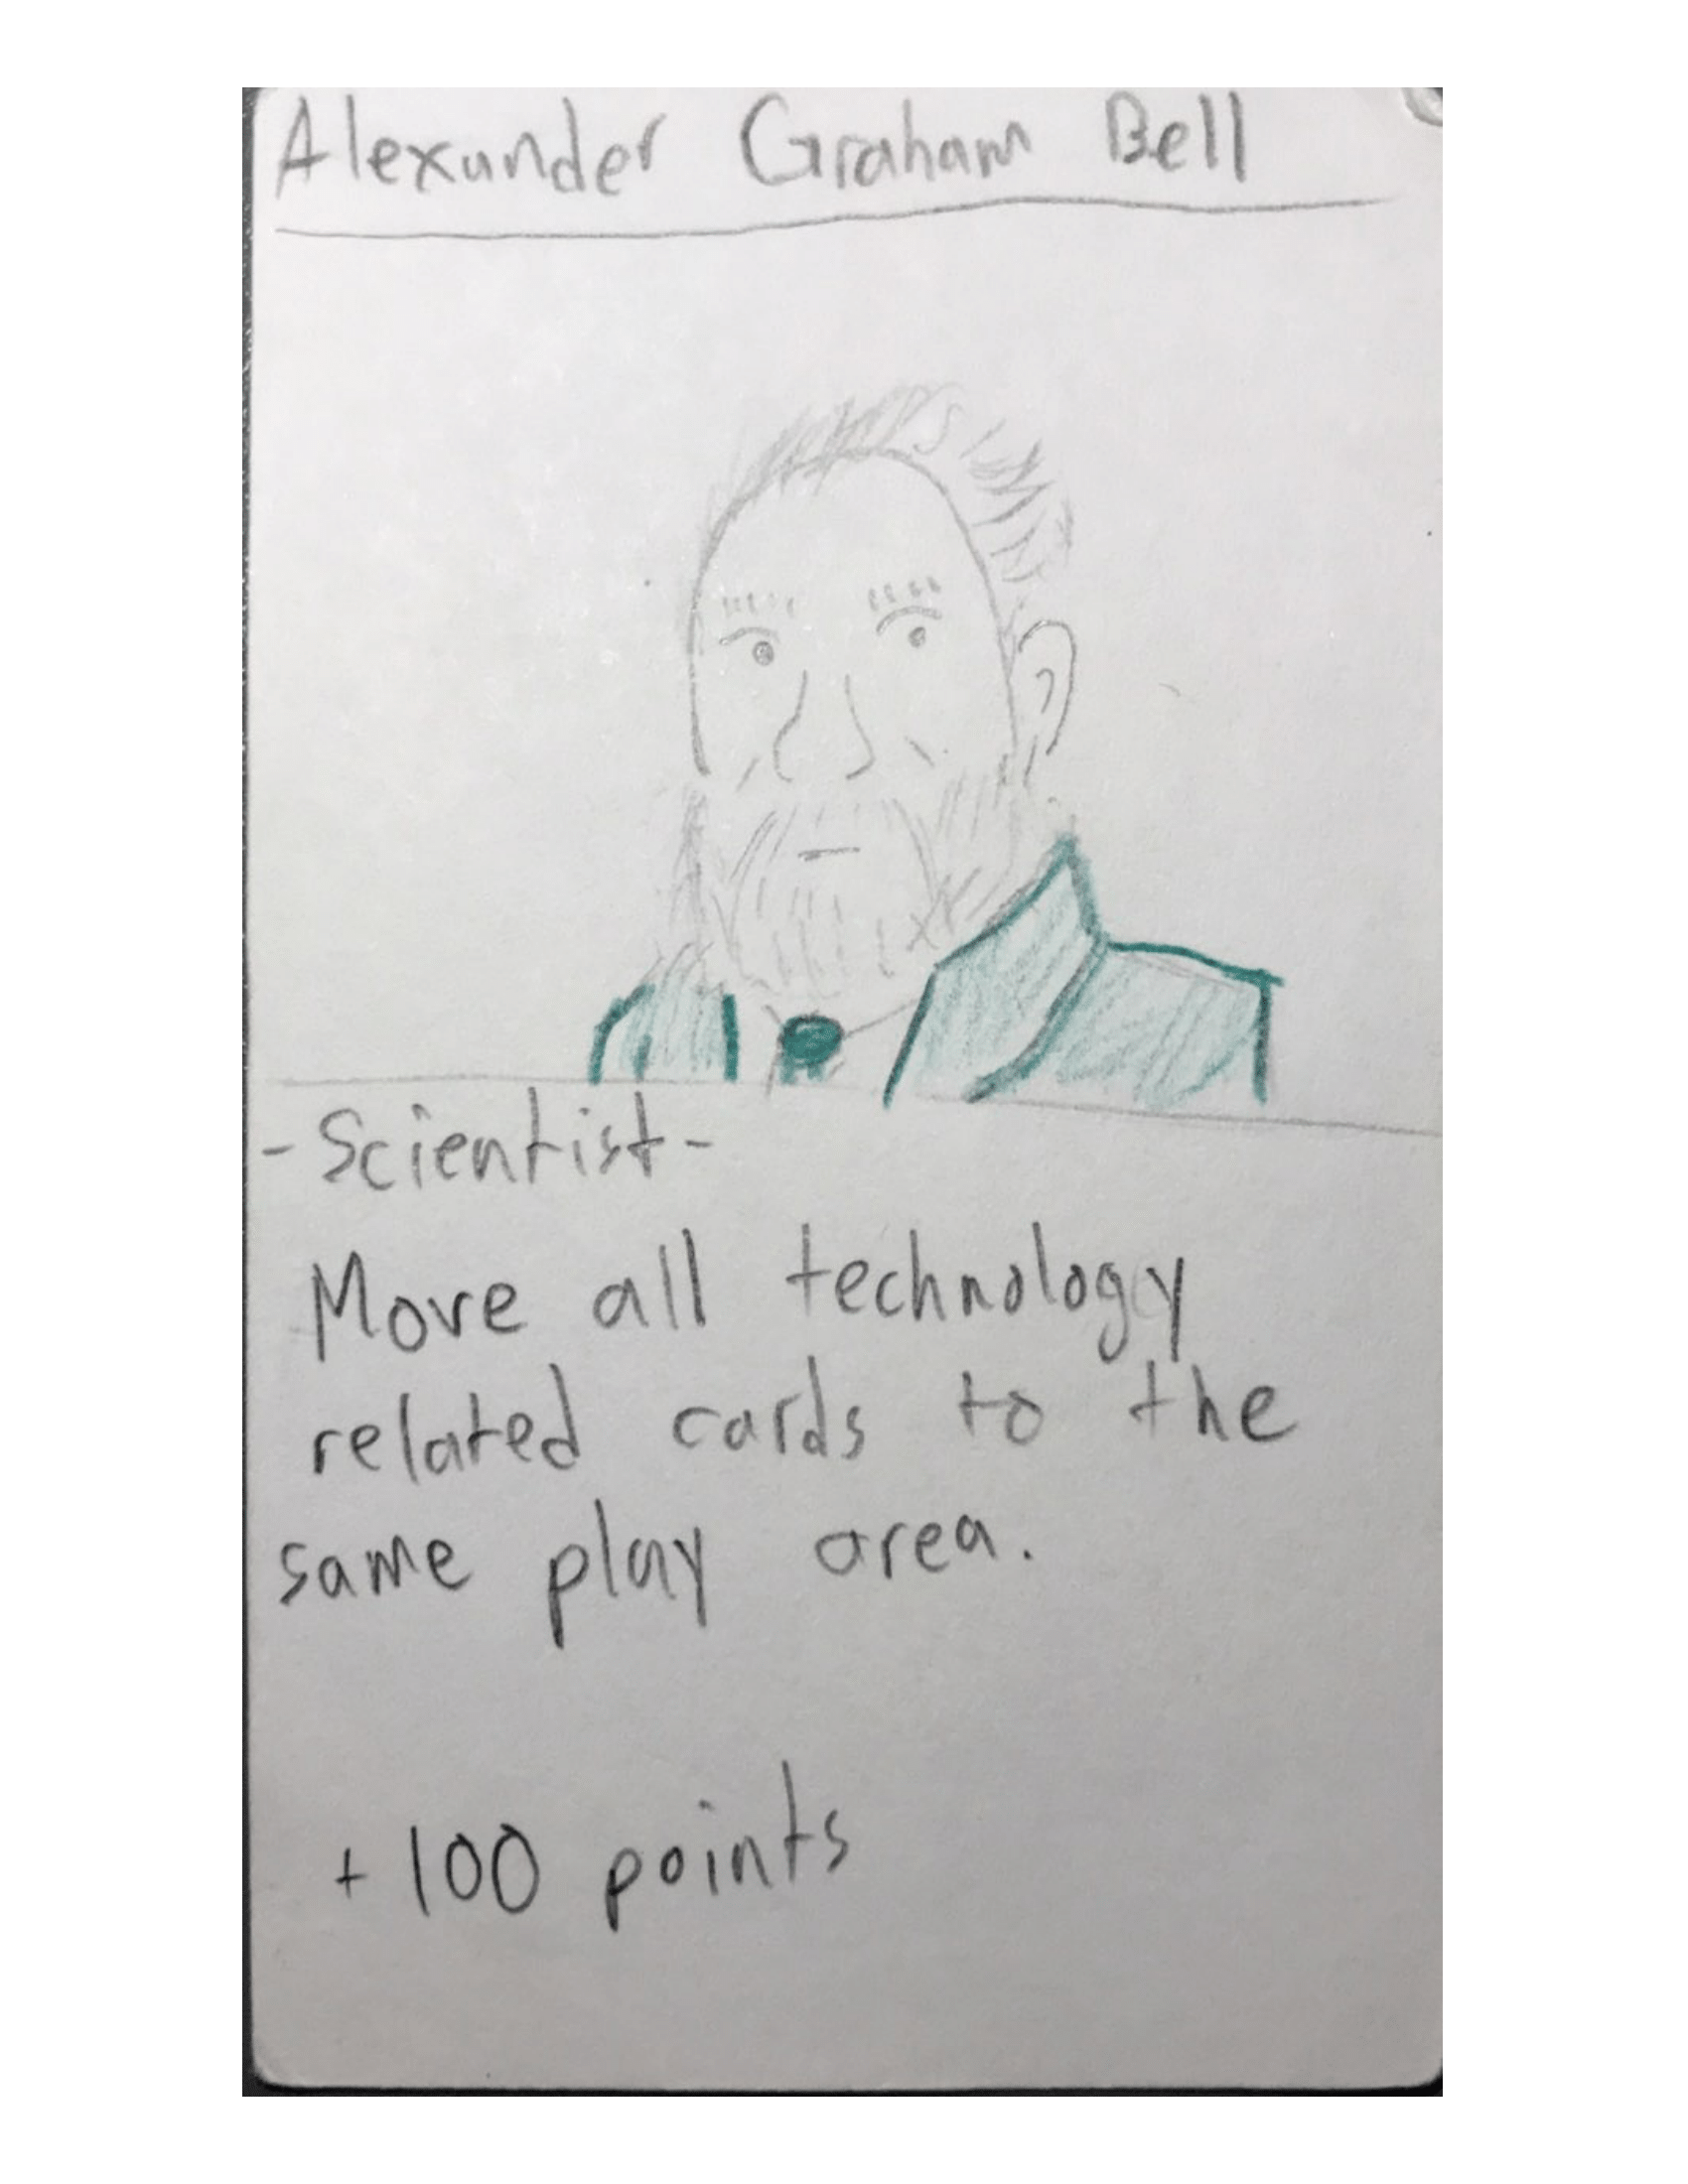 Alexander Graham Bell
- Scientist -
Move all technology
related cards to the
same play area.
+ 100 points